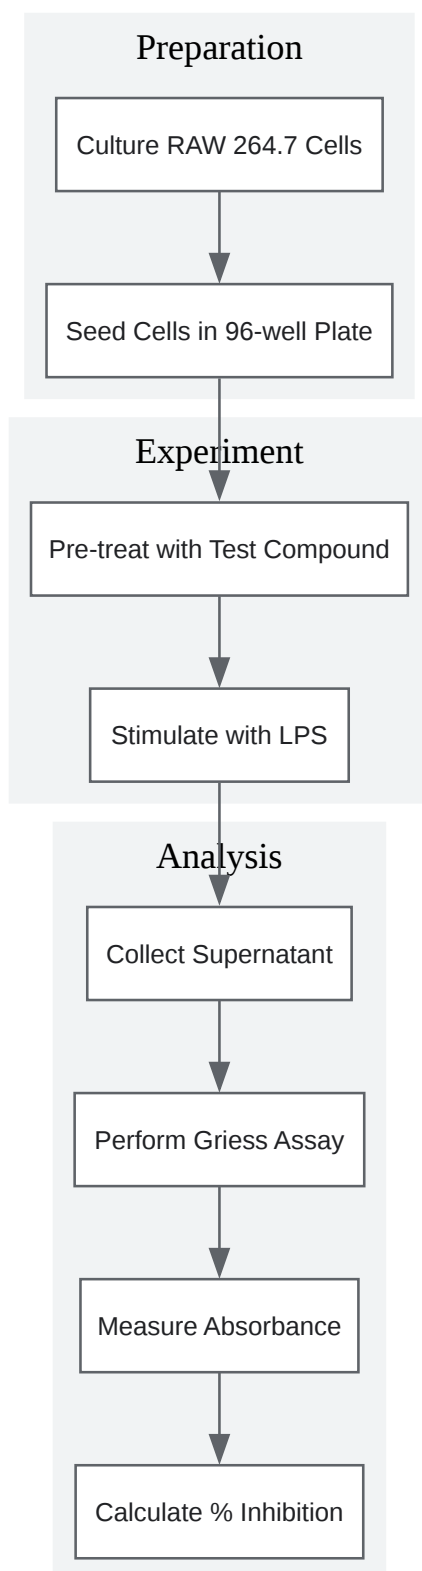 Preparation
Culture RAW 264.7 Cells
Seed Cells in 96-well Plate
Experiment
Pre-treat with Test Compound
Stimulate with LPS
Analysis
Collect Supernatant
Perform Griess Assay
Measure Absorbance
Calculate % Inhibition